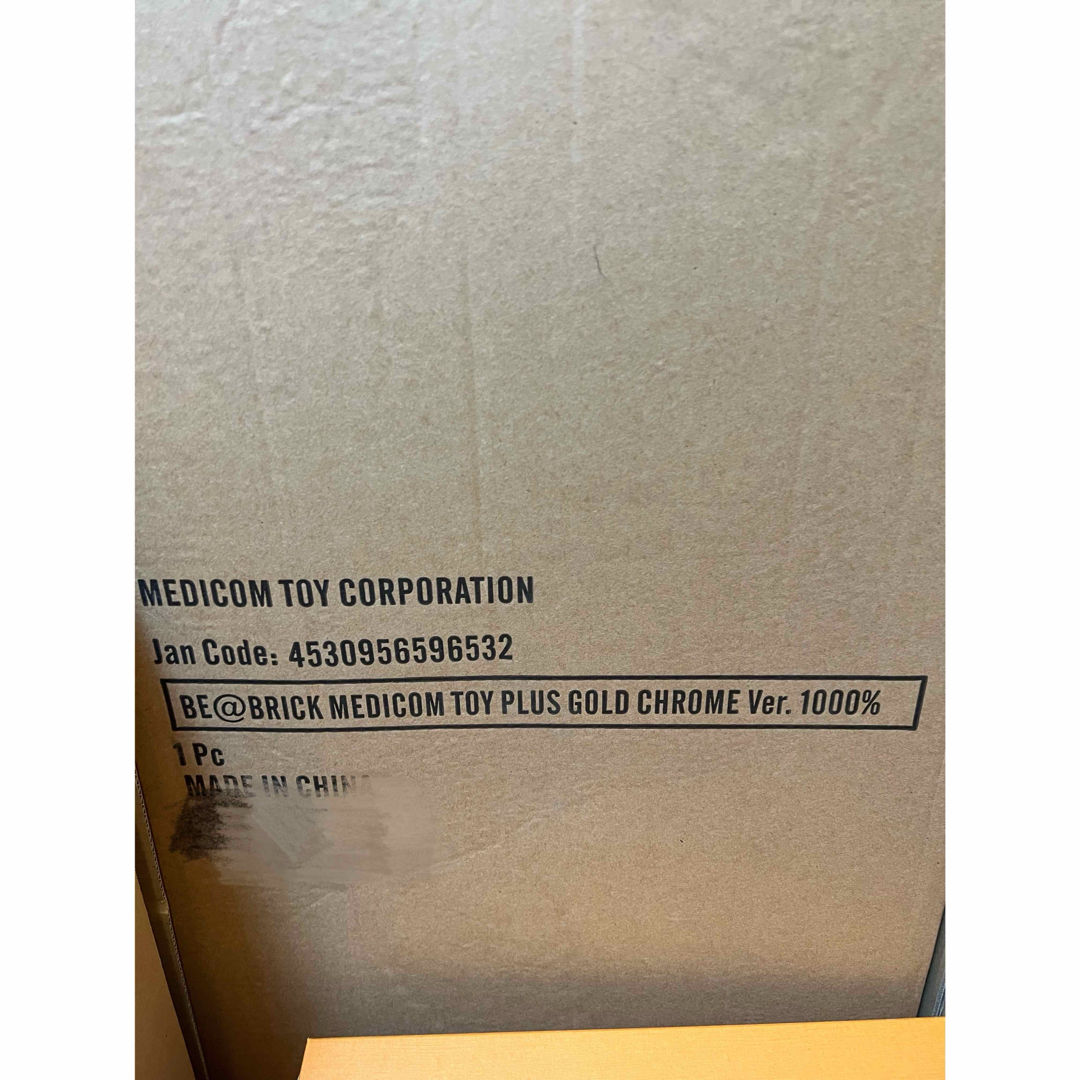 MEDICOM TOY CORPORATION
Jan Code: 4530956596532
BE@BRICK MEDICOM TOY PLUS GOLD CHROME Ver. 1000%
1 Pc
MADE IN CHINA